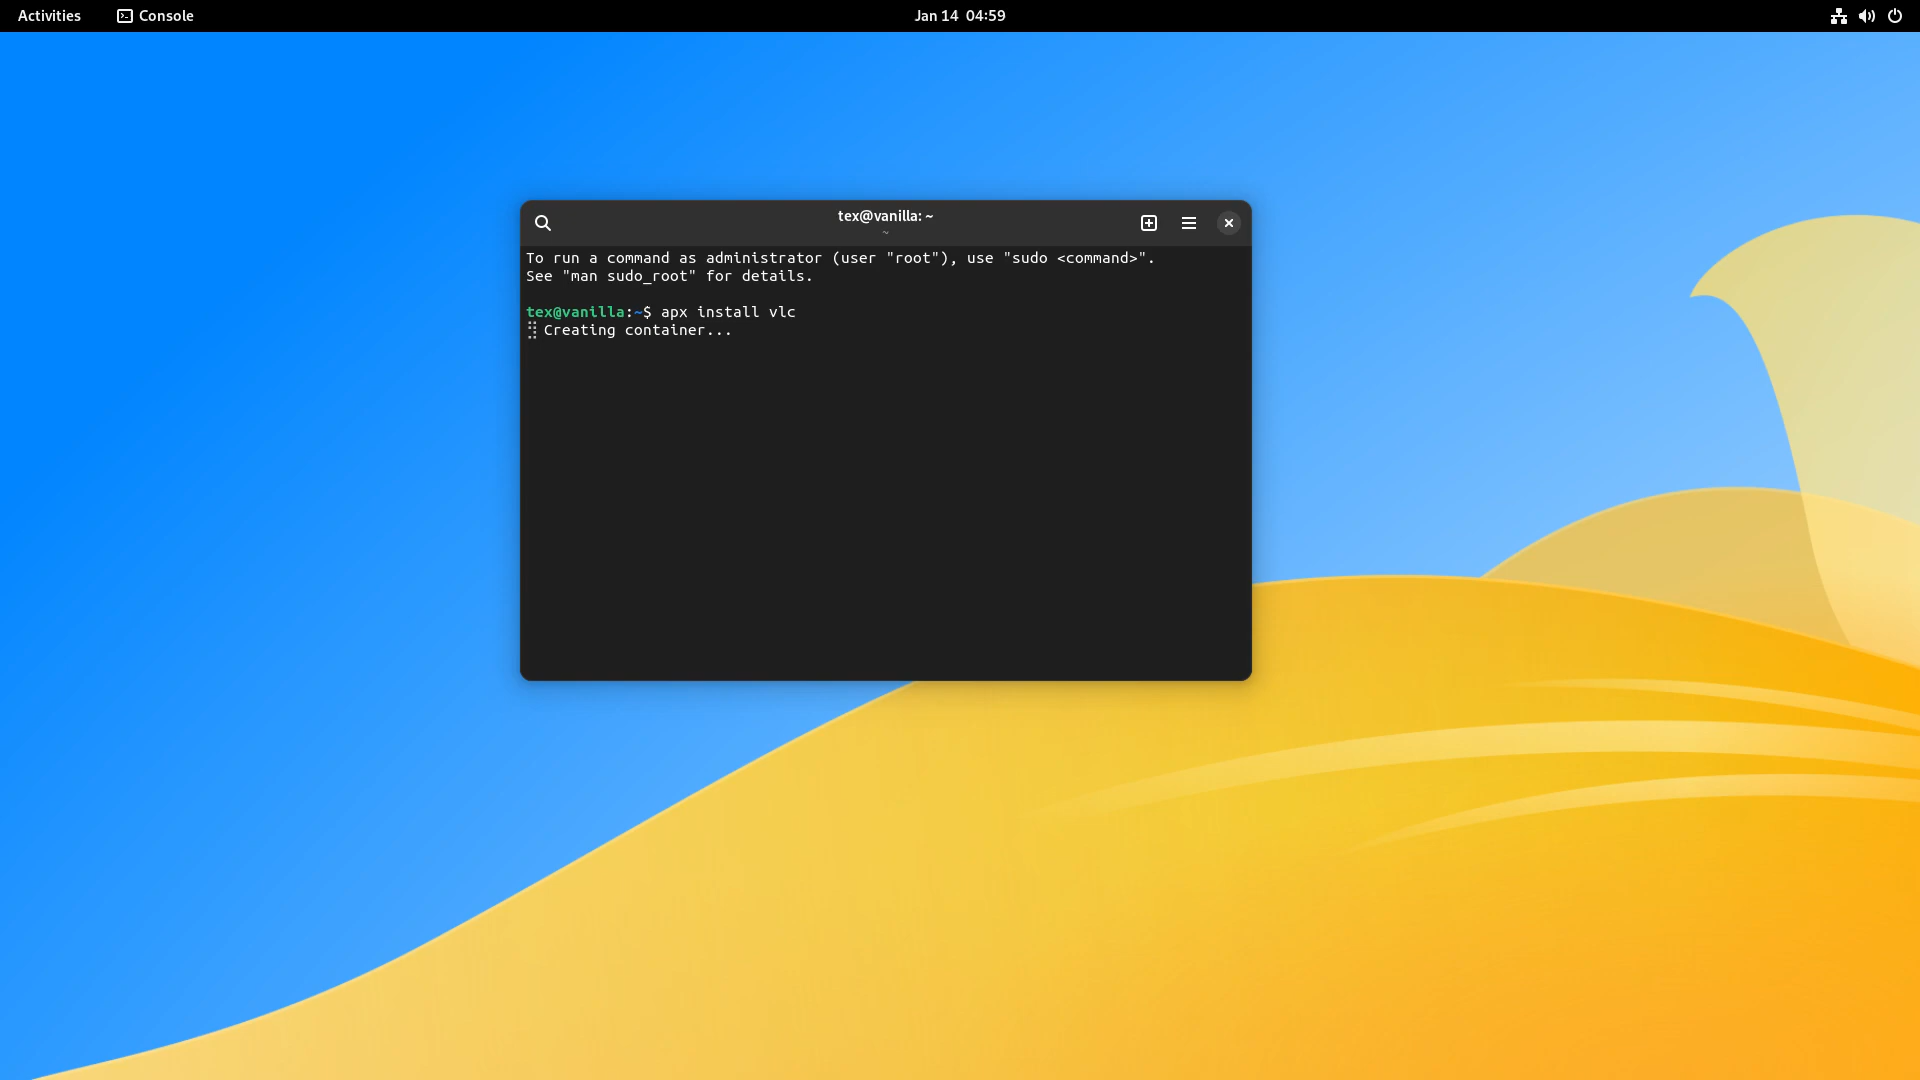 Activities
Console
Jan 14 04:59
tex@vanilla: ~
~
To run a command as administrator (user "root"), use "sudo <command>".
See "man sudo_root" for details.
tex@vanilla:~$ apx install vlc
⣻ Creating container...